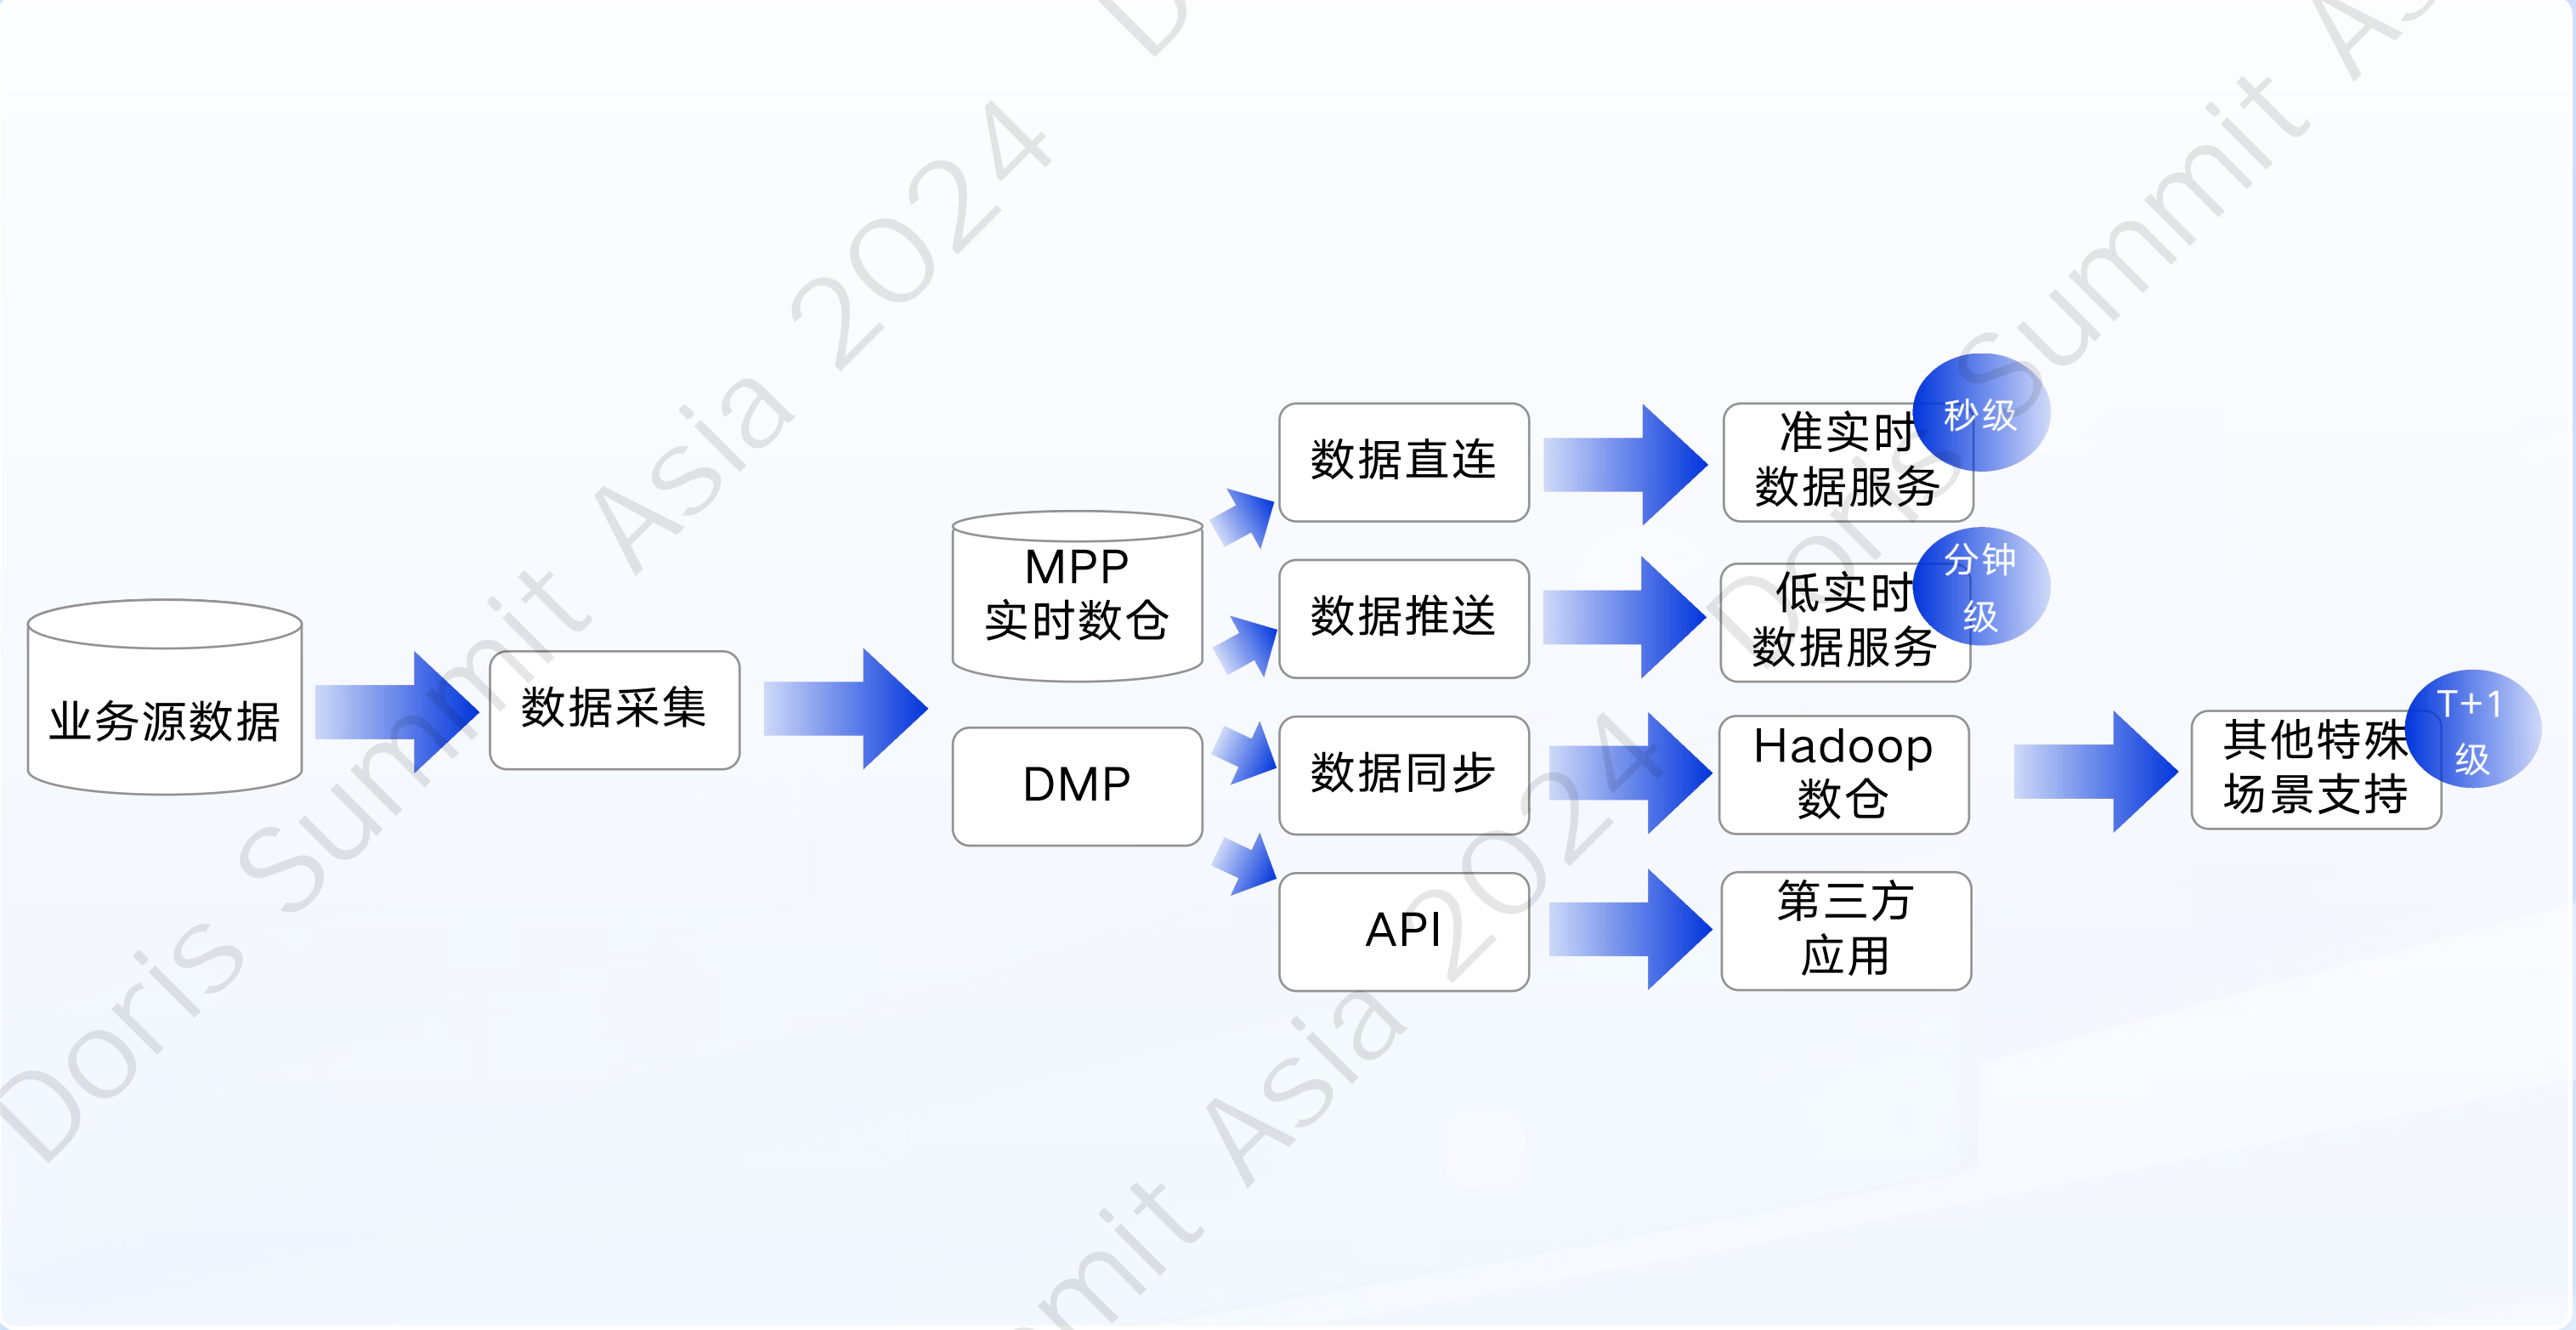 业务源数据
数据采集
MPP
实时数仓
DMP
数据直连
数据推送
数据同步
API
准实时
数据服务
秒级
低实时
数据服务
分钟
级
Hadoop
数仓
第三方
应用
其他特殊
场景支持
T+1
级
Doris Summit Asia 2024
Doris Summit As
mmit Asia 2024
D